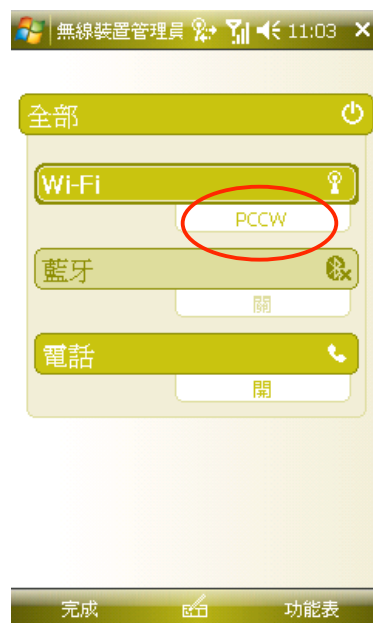 無線裝置管理員 11:03
全部
Wi-Fi
PCCW
藍牙
關
電話
開
完成 功能表